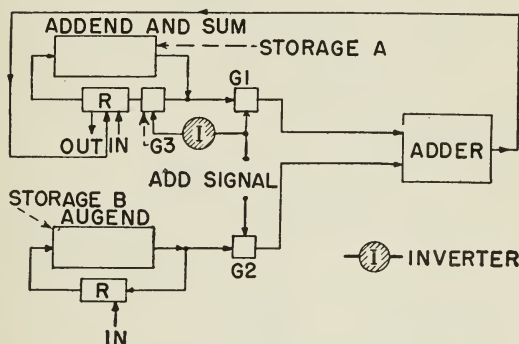 ADDEND AND SUM
STORAGE A
G1
R
I
OUT IN
G3
ADDER
ADD SIGNAL
STORAGE B
AUGEND
G2
I INVERTER
R
IN